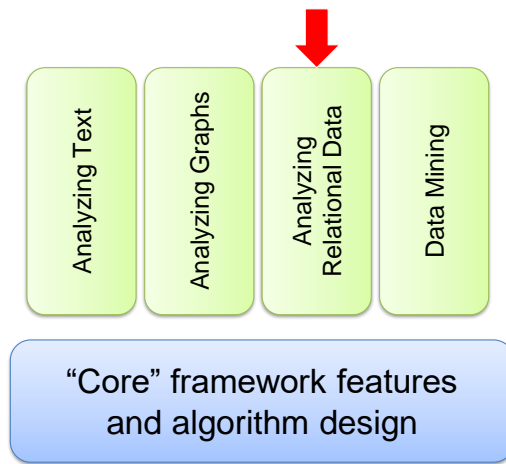 Analyzing Text
Analyzing Graphs
Analyzing
Relational Data
Data Mining
“Core” framework features
and algorithm design